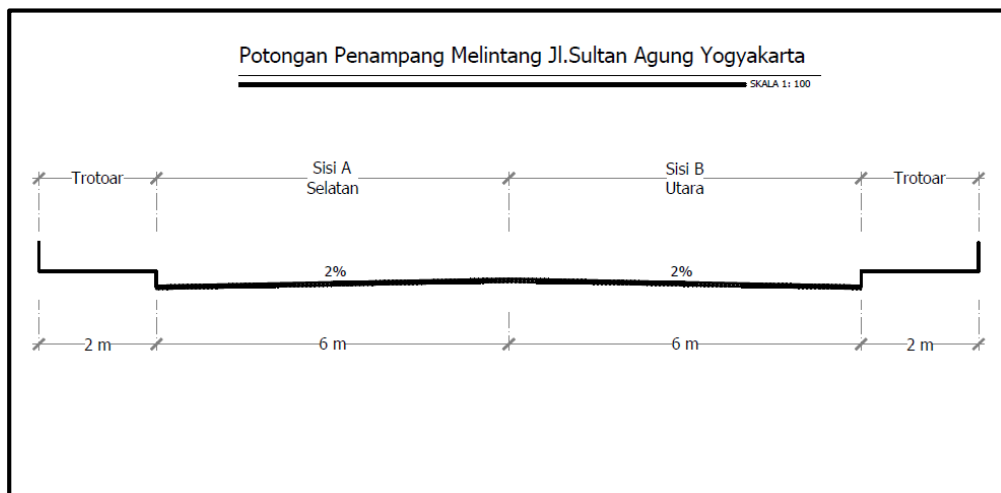 Potongan Penampang Melintang Jl.Sultan Agung Yogyakarta
SKALA 1: 100
Trotoar
Sisi A
Selatan
Sisi B
Utara
Trotoar
2%
2%
2 m
6 m
6 m
2 m